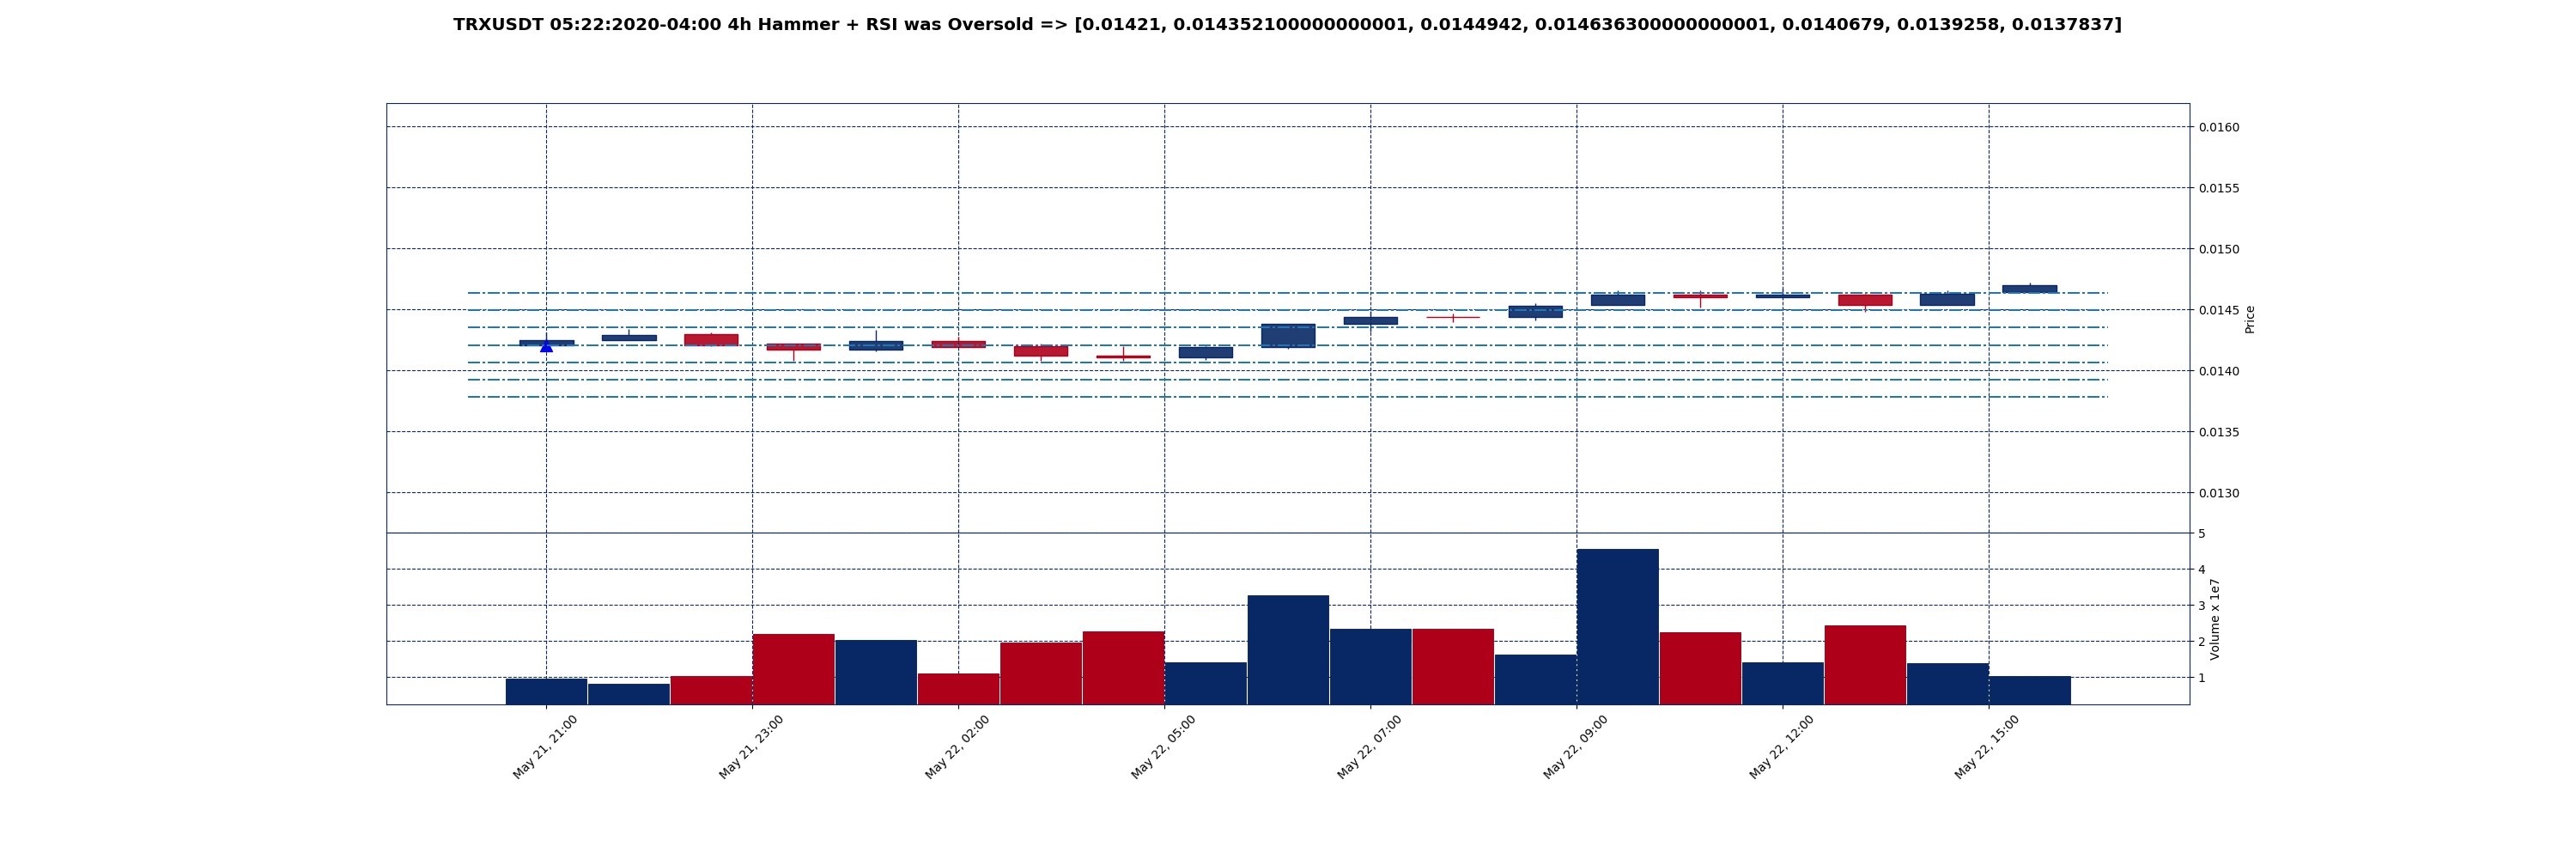 TRXUSDT 05:22:2020-04:00 4h Hammer + RSI was Oversold => [0.01421, 0.014352100000000001, 0.0144942, 0.014636300000000001, 0.0140679, 0.0139258, 0.0137837]
0.0160
0.0155
0.0150
0.0145
0.0140
0.0135
0.0130
Price
5
4
3
2
1
Volume x 1e7
May 21, 21:00
May 21, 23:00
May 22, 02:00
May 22, 05:00
May 22, 07:00
May 22, 09:00
May 22, 12:00
May 22, 15:00